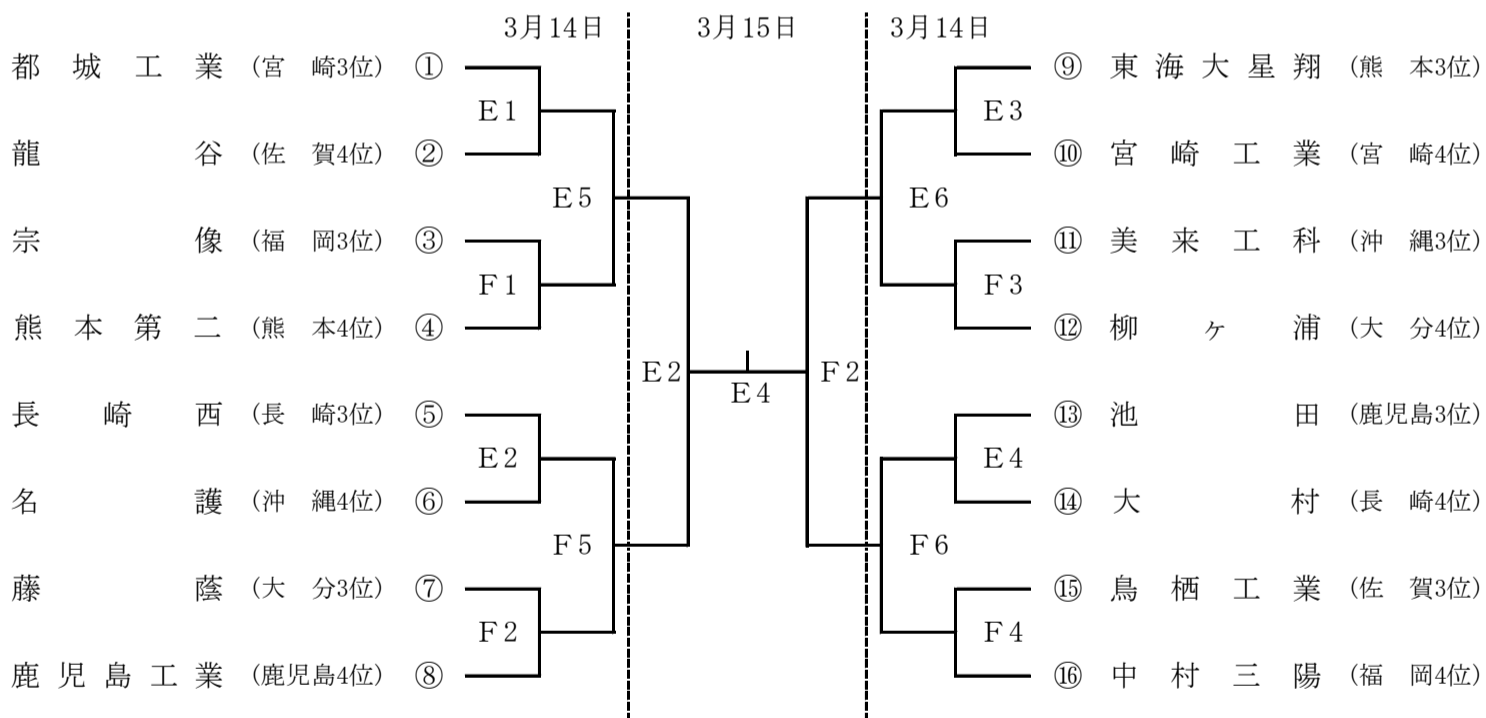 3月14日 3月15日 3月14日
都城工業 (宮崎3位) ① ⑨ 東海大星翔 (熊本3位)
E1 E3
龍谷 (佐賀4位) ② ⑩ 宮崎工業 (宮崎4位)
E5 E6
宗像 (福岡3位) ③ ⑪ 美来工科 (沖縄3位)
F1 F3
熊本第二 (熊本4位) ④ ⑫ 柳ヶ浦 (大分4位)
E2 E4 F2
長崎西 (長崎3位) ⑤ ⑬ 池田 (鹿児島3位)
E2 E4
名護 (沖縄4位) ⑥ ⑭ 大村 (長崎4位)
F5 F6
藤蔭 (大分3位) ⑦ ⑮ 鳥栖工業 (佐賀3位)
F2 F4
鹿児島工業 (鹿児島4位) ⑧ ⑯ 中村三陽 (福岡4位)